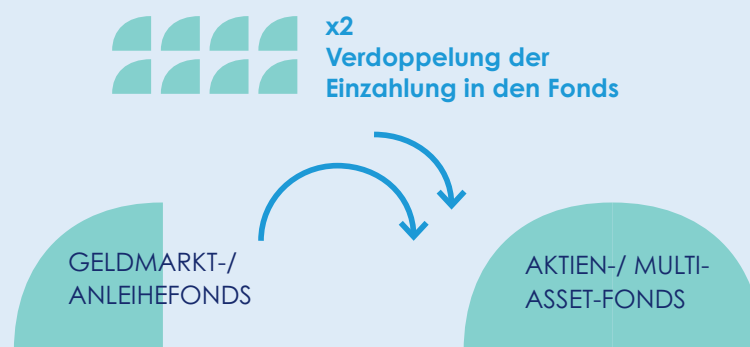 x2
Verdoppelung der
Einzahlung in den Fonds
GELDMARKT-/
ANLEIHEFONDS
AKTIEN-/ MULTI-
ASSET-FONDS